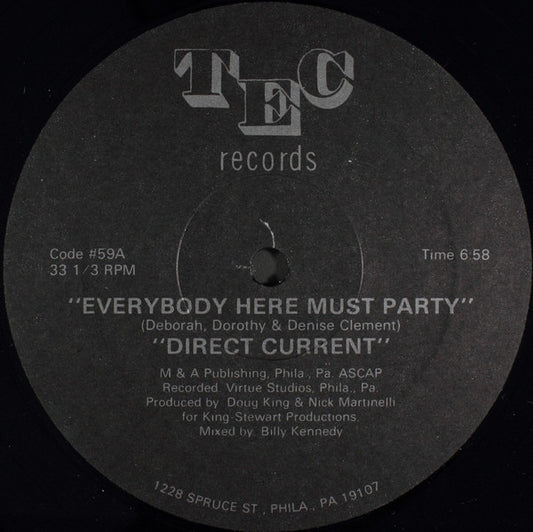 TEC
records
Code #59A
33 1/3 RPM
Time 6:58
"EVERYBODY HERE MUST PARTY"
(Deborah, Dorothy & Denise Clement)
"DIRECT CURRENT"
M & A Publishing, Phila., Pa. ASCAP
Recorded: Virtue Studios, Phila., Pa.
Produced by: Doug King & Nick Martinelli
for King-Stewart Productions.
Mixed by: Billy Kennedy
1228 SPRUCE ST., PHILA., PA 19107